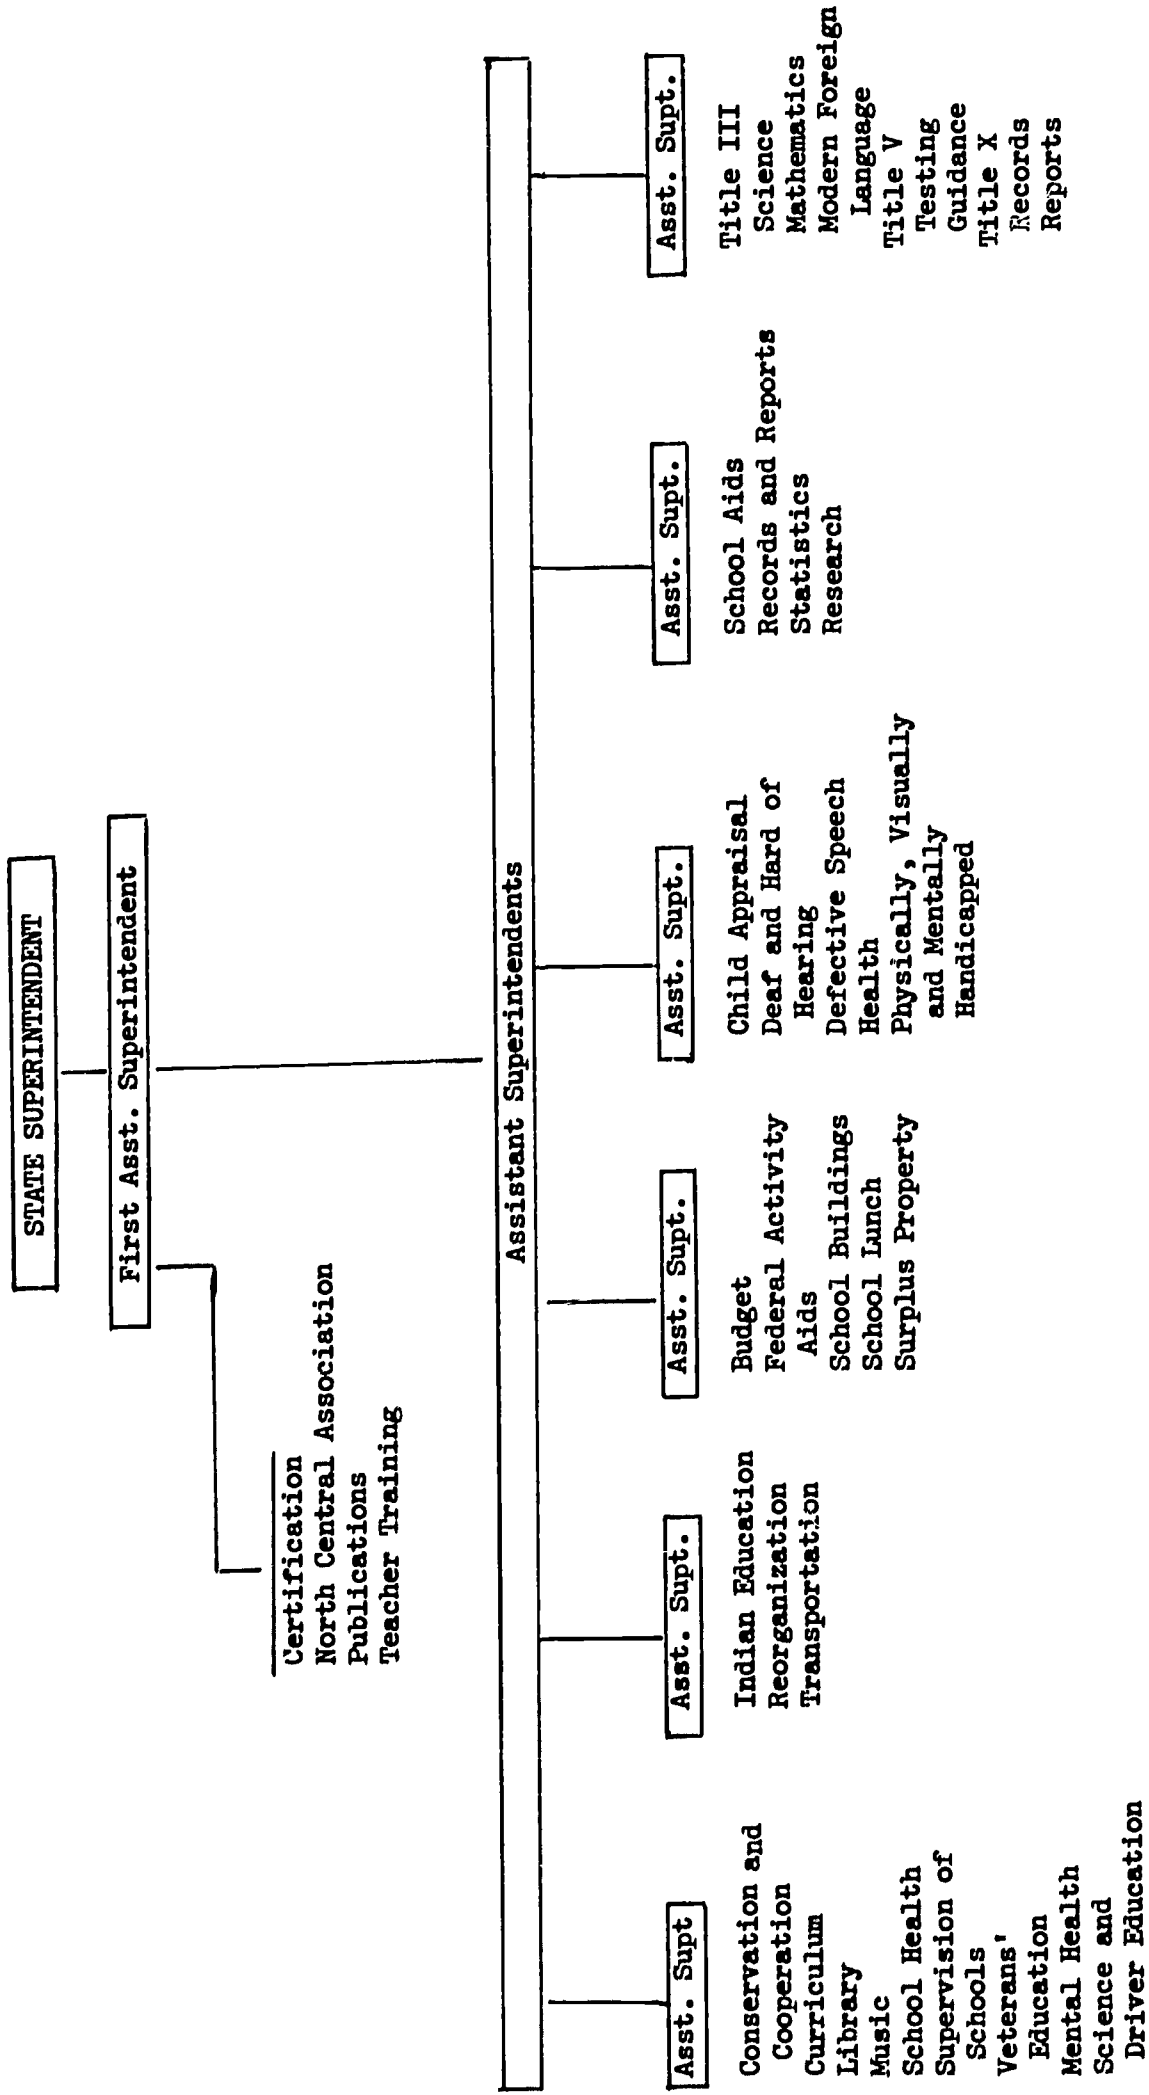 STATE SUPERINTENDENT
First Asst. Superintendent
Certification
North Central Association
Publications
Teacher Training
Assistant Superintendents
Asst. Supt
Conservation and
Cooperation
Curriculum
Library
Music
School Health
Supervision of
Schools
Veterans'
Education
Mental Health
Science and
Driver Education
Asst. Supt.
Indian Education
Reorganization
Transportation
Asst. Supt.
Budget
Federal Activity
Aids
School Buildings
School Lunch
Surplus Property
Asst. Supt.
Child Appraisal
Deaf and Hard of
Hearing
Defective Speech
Health
Physically, Visually
and Mentally
Handicapped
Asst. Supt.
School Aids
Records and Reports
Statistics
Research
Asst. Supt.
Title III
Science
Mathematics
Modern Foreign
Language
Title V
Testing
Guidance
Title X
Records
Reports